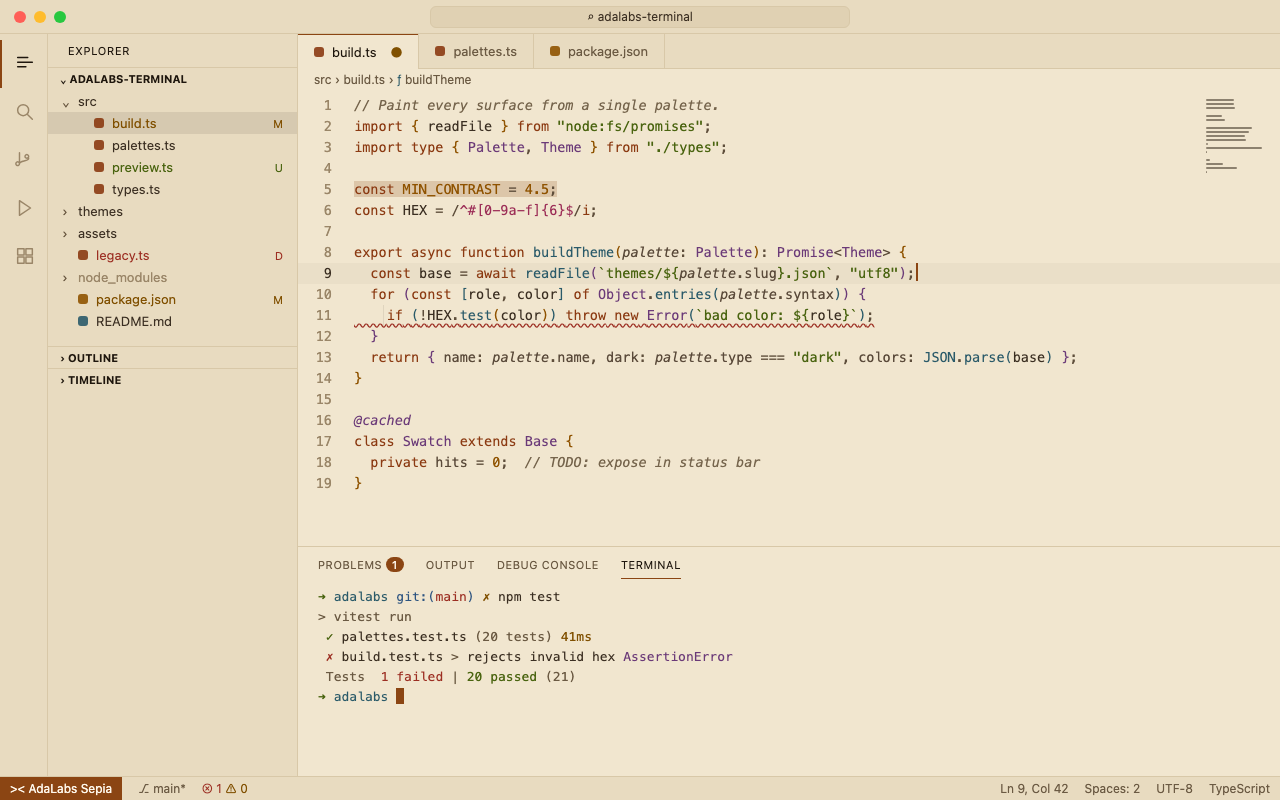 adalabs-terminal
EXPLORER
ADALABS-TERMINAL
src
build.ts M
palettes.ts
preview.ts U
types.ts
themes
assets
legacy.ts D
node_modules
package.json M
README.md
OUTLINE
TIMELINE
build.ts palettes.ts package.json
src › build.ts › ƒ buildTheme
1 // Paint every surface from a single palette.
2 import { readFile } from "node:fs/promises";
3 import type { Palette, Theme } from "./types";
4
5 const MIN_CONTRAST = 4.5;
6 const HEX = /^#[0-9a-f]{6}$/i;
7
8 export async function buildTheme(palette: Palette): Promise<Theme> {
9 const base = await readFile(`themes/${palette.slug}.json`, "utf8");
10 for (const [role, color] of Object.entries(palette.syntax)) {
11 if (!HEX.test(color)) throw new Error(`bad color: ${role}`);
12 }
13 return { name: palette.name, dark: palette.type === "dark", colors: JSON.parse(base) };
14 }
15
16 @cached
17 class Swatch extends Base {
18 private hits = 0; // TODO: expose in status bar
19 }
PROBLEMS 1 OUTPUT DEBUG CONSOLE TERMINAL
➜ adalabs git:(main) ✗ npm test
> vitest run
✓ palettes.test.ts (20 tests) 41ms
✗ build.test.ts > rejects invalid hex AssertionError
Tests 1 failed | 20 passed (21)
➜ adalabs
>< AdaLabs Sepia main* 1 0 Ln 9, Col 42 Spaces: 2 UTF-8 TypeScript